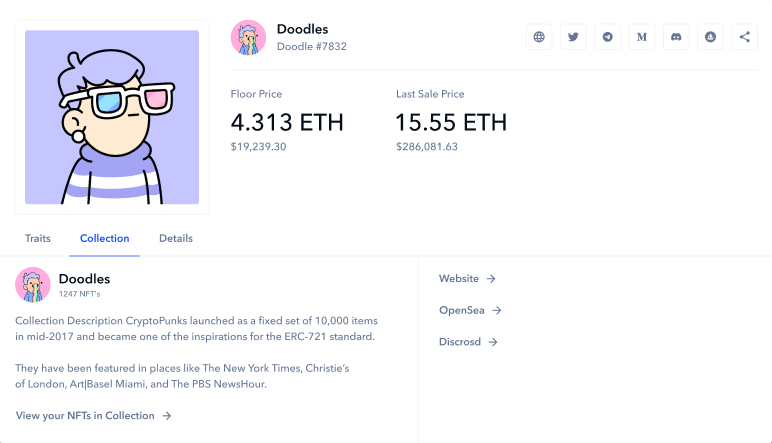 Doodles
Doodle #7832
Floor Price
4.313 ETH
$19,239.30
Last Sale Price
15.55 ETH
$286,081.63
Traits
Collection
Details
Doodles
1247 NFT's
Collection Description CryptoPunks launched as a fixed set of 10,000 items
in mid-2017 and became one of the inspirations for the ERC-721 standard.
They have been featured in places like The New York Times, Christie's
of London, Art|Basel Miami, and The PBS NewsHour.
View your NFTs in Collection
Website
OpenSea
Discrosd